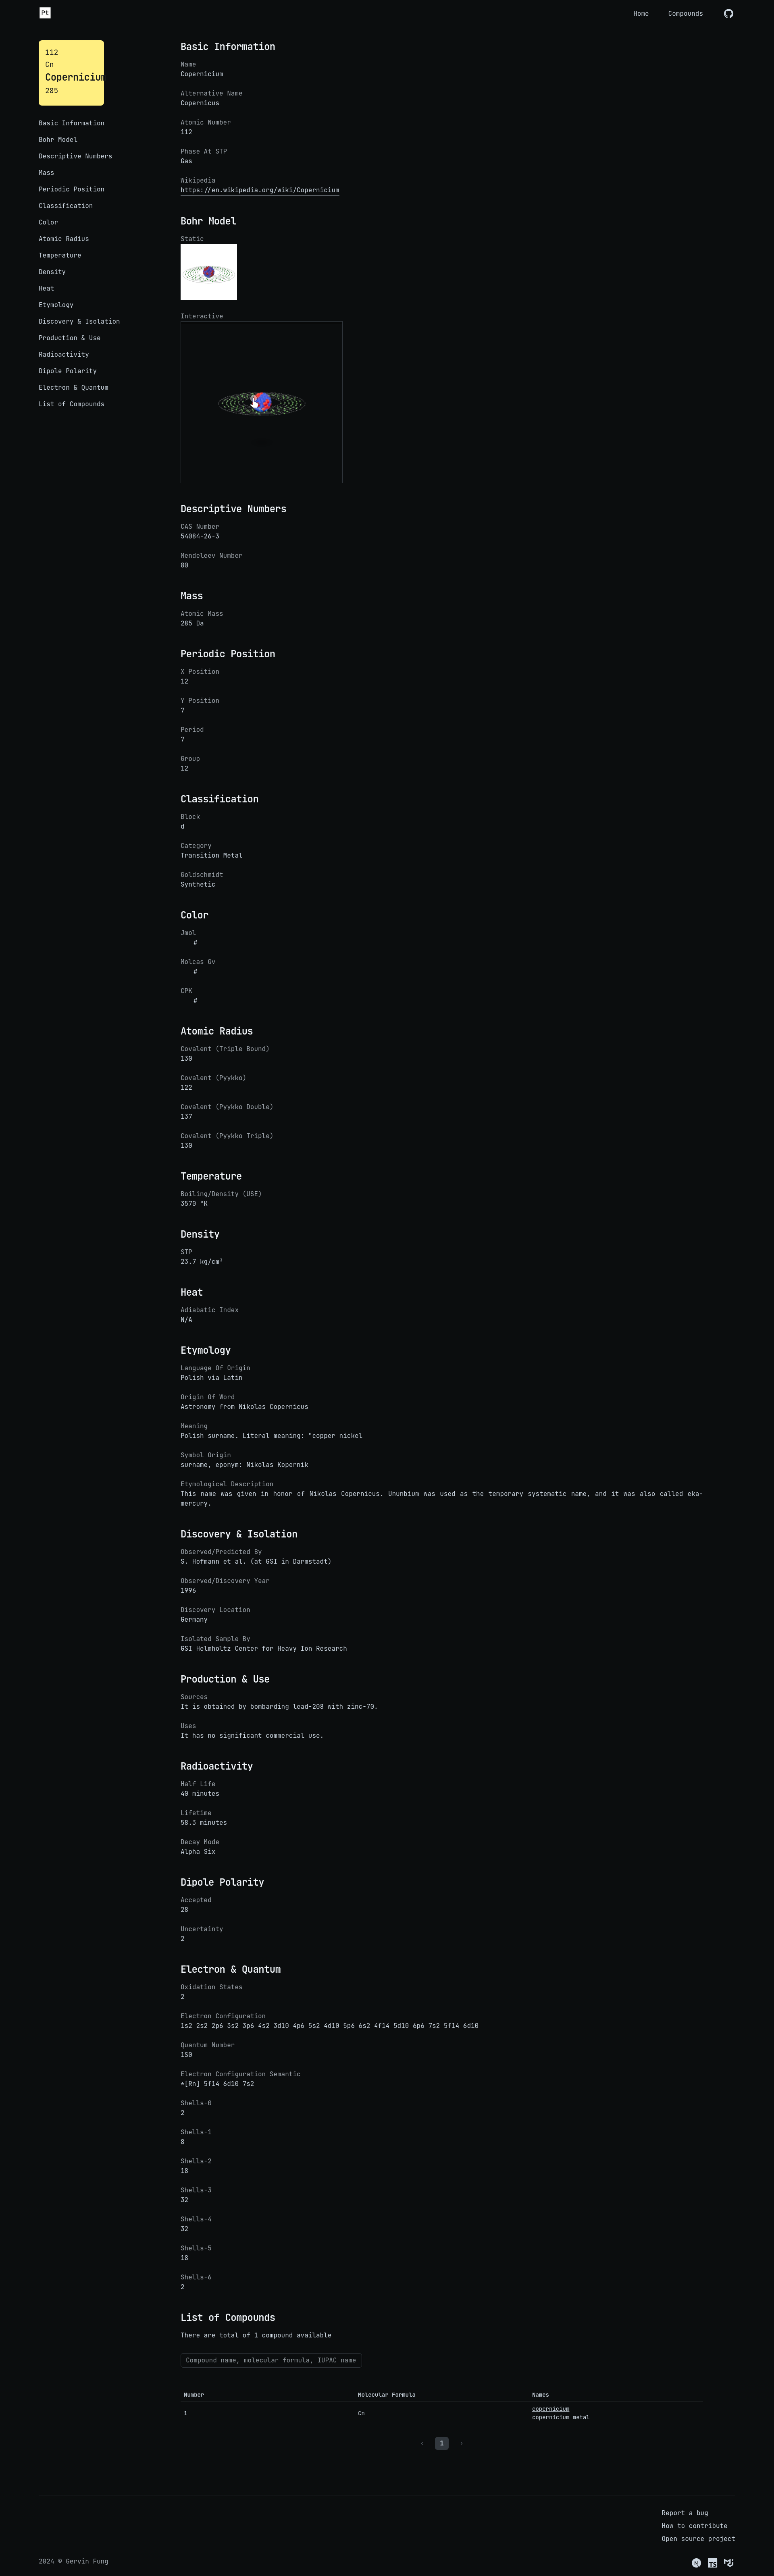 Pt
Home
Compounds
112
Cn
Copernicium
285
Basic Information
Bohr Model
Descriptive Numbers
Mass
Periodic Position
Classification
Color
Atomic Radius
Temperature
Density
Heat
Etymology
Discovery & Isolation
Production & Use
Radioactivity
Dipole Polarity
Electron & Quantum
List of Compounds
Basic Information
Name
Copernicium
Alternative Name
Copernicus
Atomic Number
112
Phase At STP
Gas
Wikipedia
https://en.wikipedia.org/wiki/Copernicium
Bohr Model
Static
Interactive
Descriptive Numbers
CAS Number
54084-26-3
Mendeleev Number
80
Mass
Atomic Mass
285 Da
Periodic Position
X Position
12
Y Position
7
Period
7
Group
12
Classification
Block
d
Category
Transition Metal
Goldschmidt
Synthetic
Color
Jmol
#
Molcas Gv
#
CPK
#
Atomic Radius
Covalent (Triple Bound)
130
Covalent (Pyykko)
122
Covalent (Pyykko Double)
137
Covalent (Pyykko Triple)
130
Temperature
Boiling/Density (USE)
3570 °K
Density
STP
23.7 kg/cm³
Heat
Adiabatic Index
N/A
Etymology
Language Of Origin
Polish via Latin
Origin Of Word
Astronomy from Nikolas Copernicus
Meaning
Polish surname. Literal meaning: "copper nickel
Symbol Origin
surname, eponym: Nikolas Kopernik
Etymological Description
This name was given in honor of Nikolas Copernicus. Ununbium was used as the temporary systematic name, and it was also called eka-
mercury.
Discovery & Isolation
Observed/Predicted By
S. Hofmann et al. (at GSI in Darmstadt)
Observed/Discovery Year
1996
Discovery Location
Germany
Isolated Sample By
GSI Helmholtz Center for Heavy Ion Research
Production & Use
Sources
It is obtained by bombarding lead-208 with zinc-70.
Uses
It has no significant commercial use.
Radioactivity
Half Life
40 minutes
Lifetime
58.3 minutes
Decay Mode
Alpha Six
Dipole Polarity
Accepted
28
Uncertainty
2
Electron & Quantum
Oxidation States
2
Electron Configuration
1s2 2s2 2p6 3s2 3p6 4s2 3d10 4p6 5s2 4d10 5p6 6s2 4f14 5d10 6p6 7s2 5f14 6d10
Quantum Number
1S0
Electron Configuration Semantic
*[Rn] 5f14 6d10 7s2
Shells-0
2
Shells-1
8
Shells-2
18
Shells-3
32
Shells-4
32
Shells-5
18
Shells-6
2
List of Compounds
There are total of 1 compound available
Compound name, molecular formula, IUPAC name
Number
Molecular Formula
Names
1
Cn
copernicium
copernicium metal
‹
1
›
Report a bug
How to contribute
Open source project
2024 © Gervin Fung
N
TS